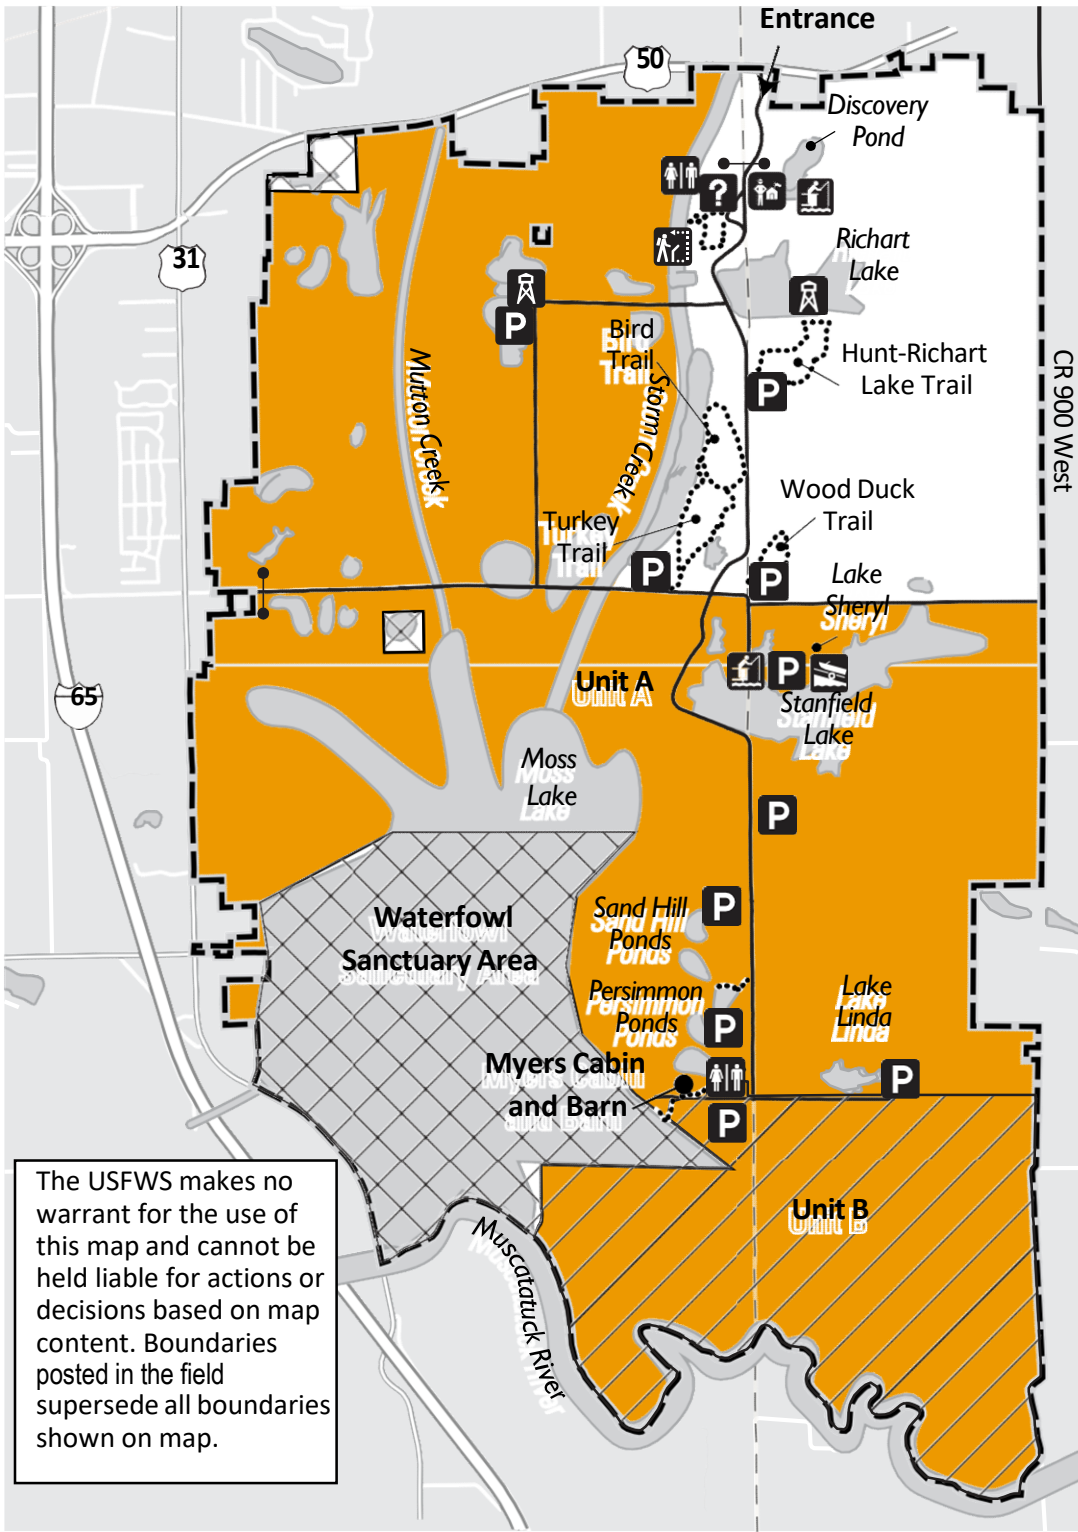 Entrance
50
Discovery
Pond
?
31
Richart
Lake
P
Bird
Trail
Hunt-Richart
Lake Trail
P
CR 900 West
Mutton Creek
Storm Creek
Wood Duck
Trail
Turkey
Trail
P
P
Lake
Sheryl
65
Unit A
P
Stanfield
Lake
Moss
Lake
P
P
Waterfowl
Sanctuary Area
Sand Hill
Ponds
Persimmon
Ponds
P
Lake
Linda
Myers Cabin
and Barn
P
P
Unit B
Muscatatuck River
The USFWS makes no
warrant for the use of
this map and cannot be
held liable for actions or
decisions based on map
content. Boundaries
posted in the field
supersede all boundaries
shown on map.